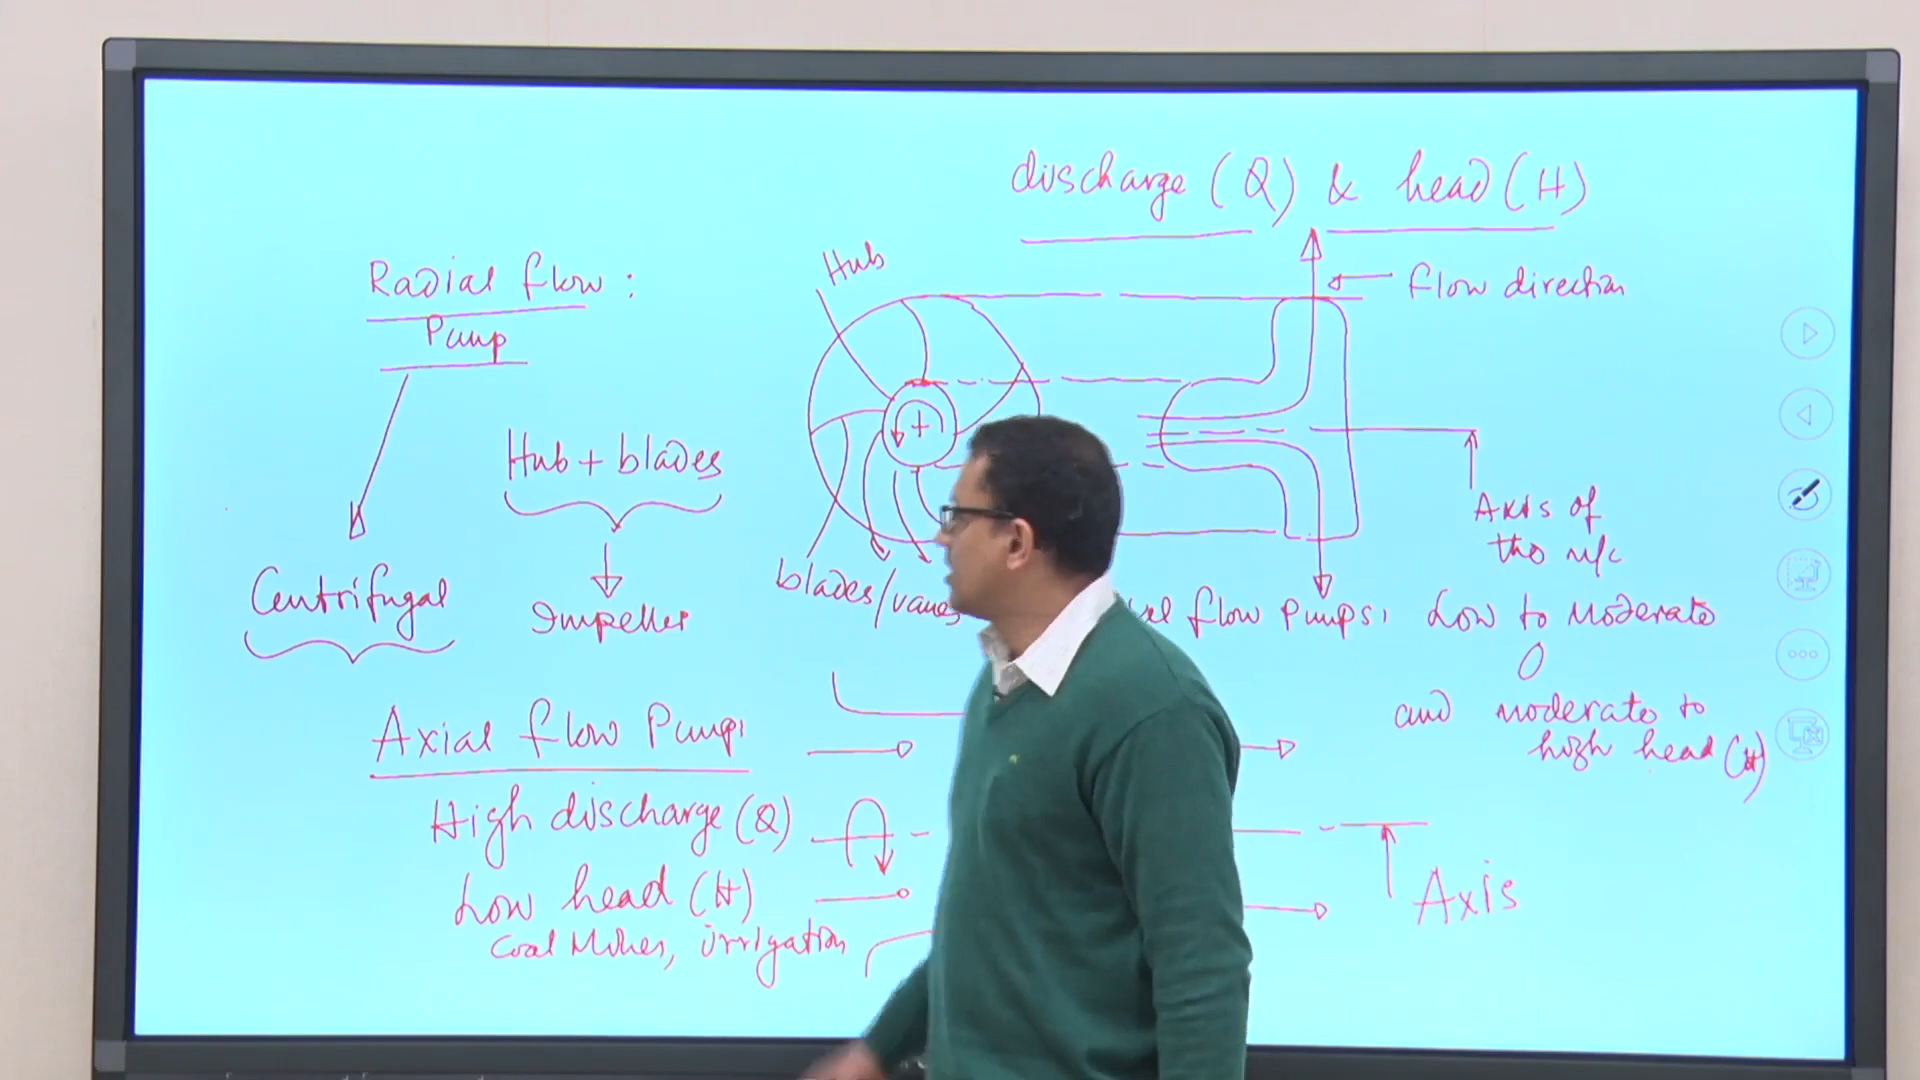 discharge (Q) & head (H)
Hub
Radial flow :
Pump
flow direction
Hub + blades
Axis of
the m/c
Centrifugal
Impeller
blades/vanes
flow Pumps: Low to Moderate
Q
and moderate to
high head (H)
Axial flow Pump:
High discharge (Q)
Low head (H)
Axis
Coal Mines, irrigation